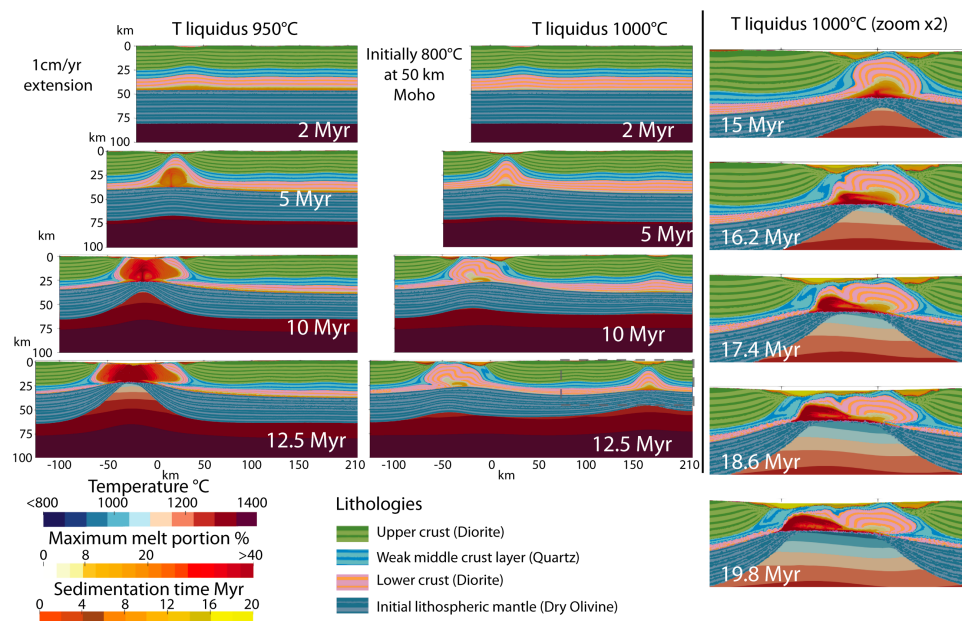 T liquidus 950°C
T liquidus 1000°C
T liquidus 1000°C (zoom x2)
km
0
25
50
75
100
1cm/yr
extension
Initially 800°C
at 50 km
Moho
2 Myr
2 Myr
15 Myr
km
0
25
50
75
100
5 Myr
5 Myr
16.2 Myr
km
0
25
50
75
100
10 Myr
10 Myr
17.4 Myr
km
0
25
50
75
100
12.5 Myr
12.5 Myr
18.6 Myr
-100 -50 0 50 100 150 210
km
-100 -50 0 50 100 150 210
km
19.8 Myr
Temperature °C
<800 1000 1200 1400
Maximum melt portion %
0 8 20 >40
Sedimentation time Myr
0 4 8 12 16 20
Lithologies
Upper crust (Diorite)
Weak middle crust layer (Quartz)
Lower crust (Diorite)
Initial lithospheric mantle (Dry Olivine)